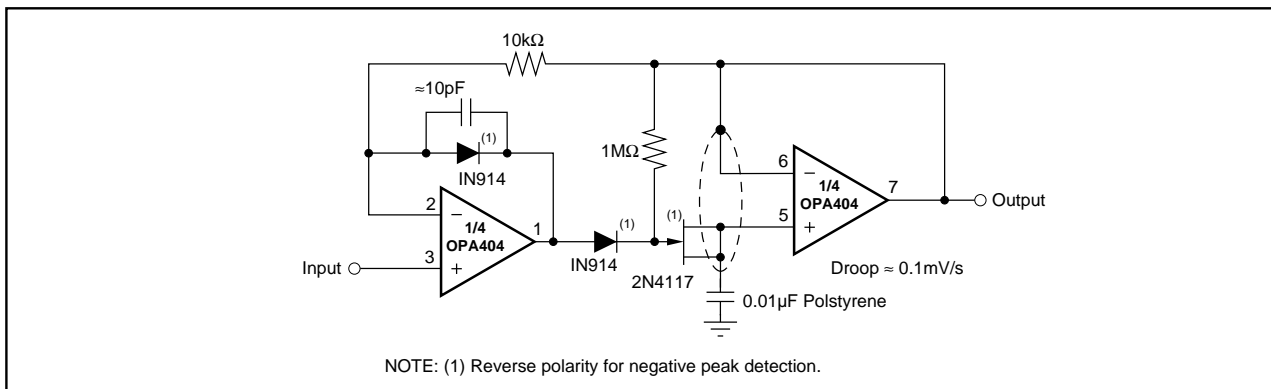 10kΩ
≈10pF
(1)
IN914
1MΩ
2
3
1/4
OPA404
1
Input
(1)
IN914
(1)
2N4117
6
5
1/4
OPA404
7
Output
Droop ≈ 0.1mV/s
0.01µF Polstyrene
NOTE: (1) Reverse polarity for negative peak detection.